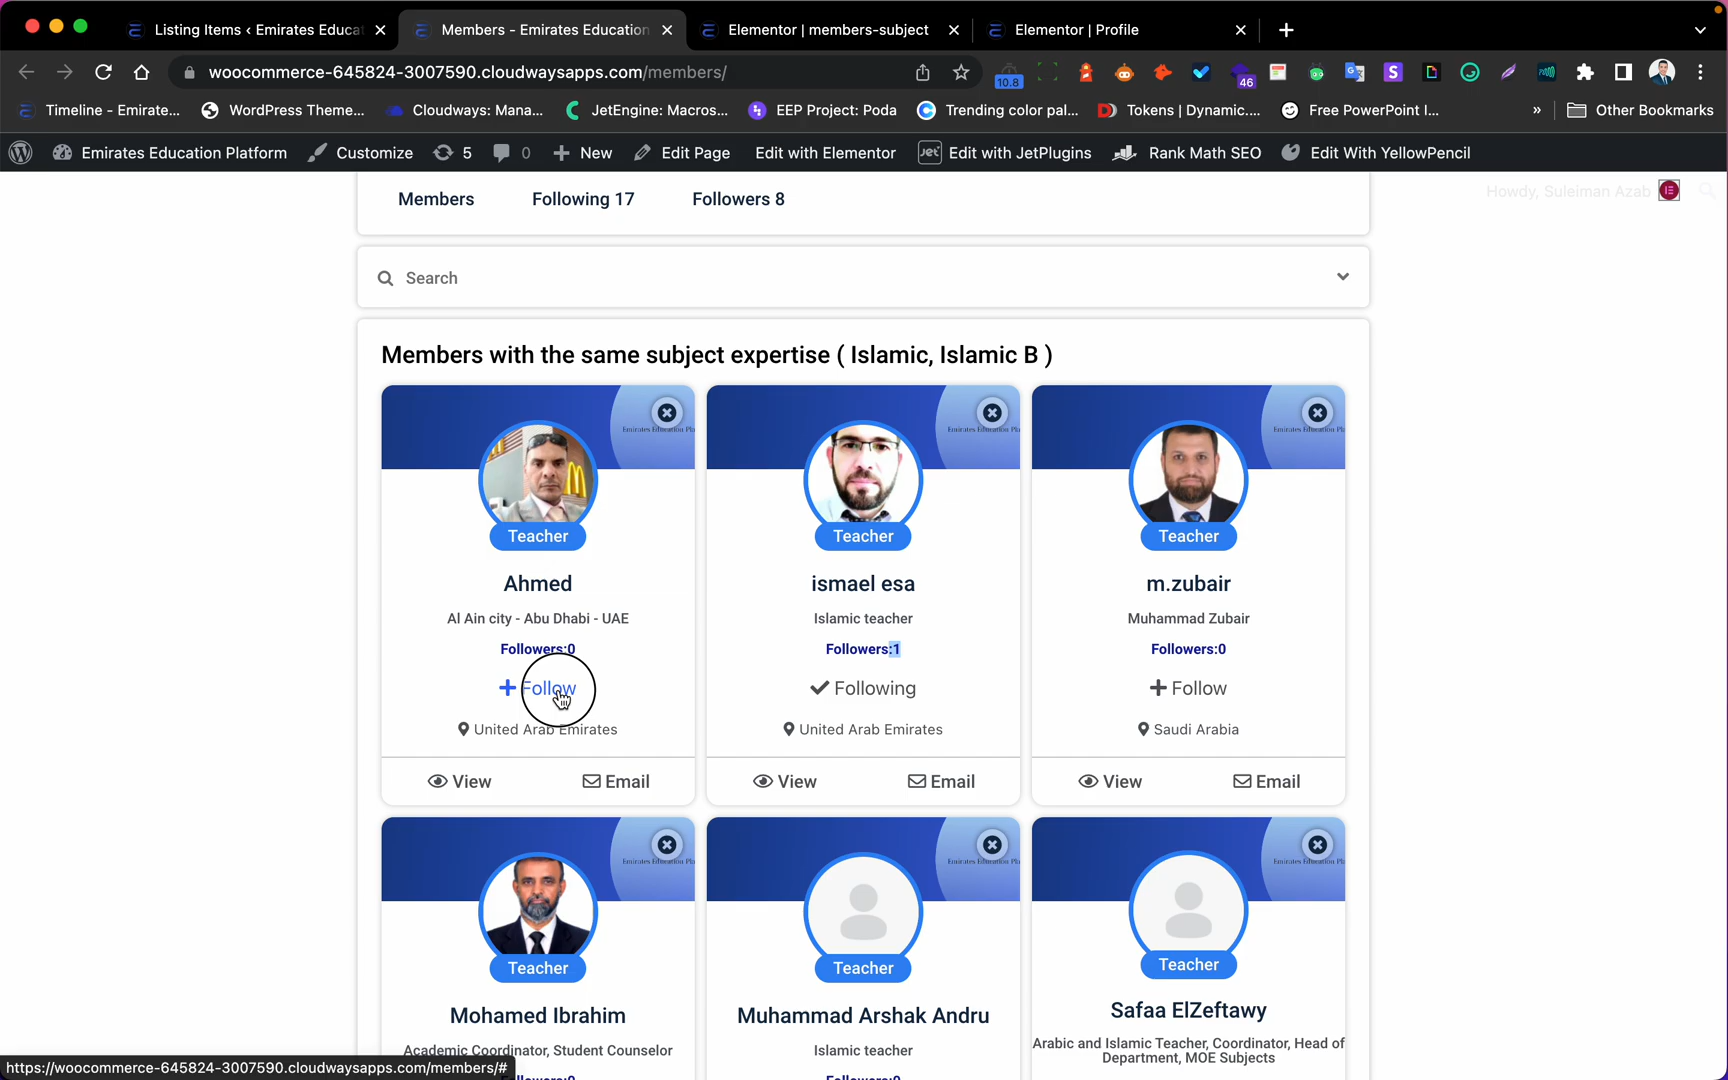 Listing Items ‹ Emirates Educat
Members - Emirates Education
Elementor | members-subject
Elementor | Profile
woocommerce-645824-3007590.cloudwaysapps.com/members/
10.8
46
Timeline - Emirate...
WordPress Theme...
Cloudways: Mana...
JetEngine: Macros...
EEP Project: Poda
Trending color pal...
Tokens | Dynamic....
Free PowerPoint I...
»
Other Bookmarks
Emirates Education Platform
Customize
5
0
New
Edit Page
Edit with Elementor
Jet
Edit with JetPlugins
Rank Math SEO
Edit With YellowPencil
Howdy, Suleiman Azab
Members
Following 17
Followers 8
Search
Members with the same subject expertise ( Islamic, Islamic B )
Teacher
Teacher
Teacher
Ahmed
ismael esa
m.zubair
Al Ain city - Abu Dhabi - UAE
Islamic teacher
Muhammad Zubair
Followers:0
Followers:1
Followers:0
Follow
Following
Follow
United Arab Emirates
United Arab Emirates
Saudi Arabia
View
Email
View
Email
View
Email
Teacher
Teacher
Teacher
Mohamed Ibrahim
Muhammad Arshak Andru
Safaa ElZeftawy
Academic Coordinator, Student Counselor
Islamic teacher
Arabic and Islamic Teacher, Coordinator, Head of
Department, MOE Subjects
https://woocommerce-645824-3007590.cloudwaysapps.com/members/#